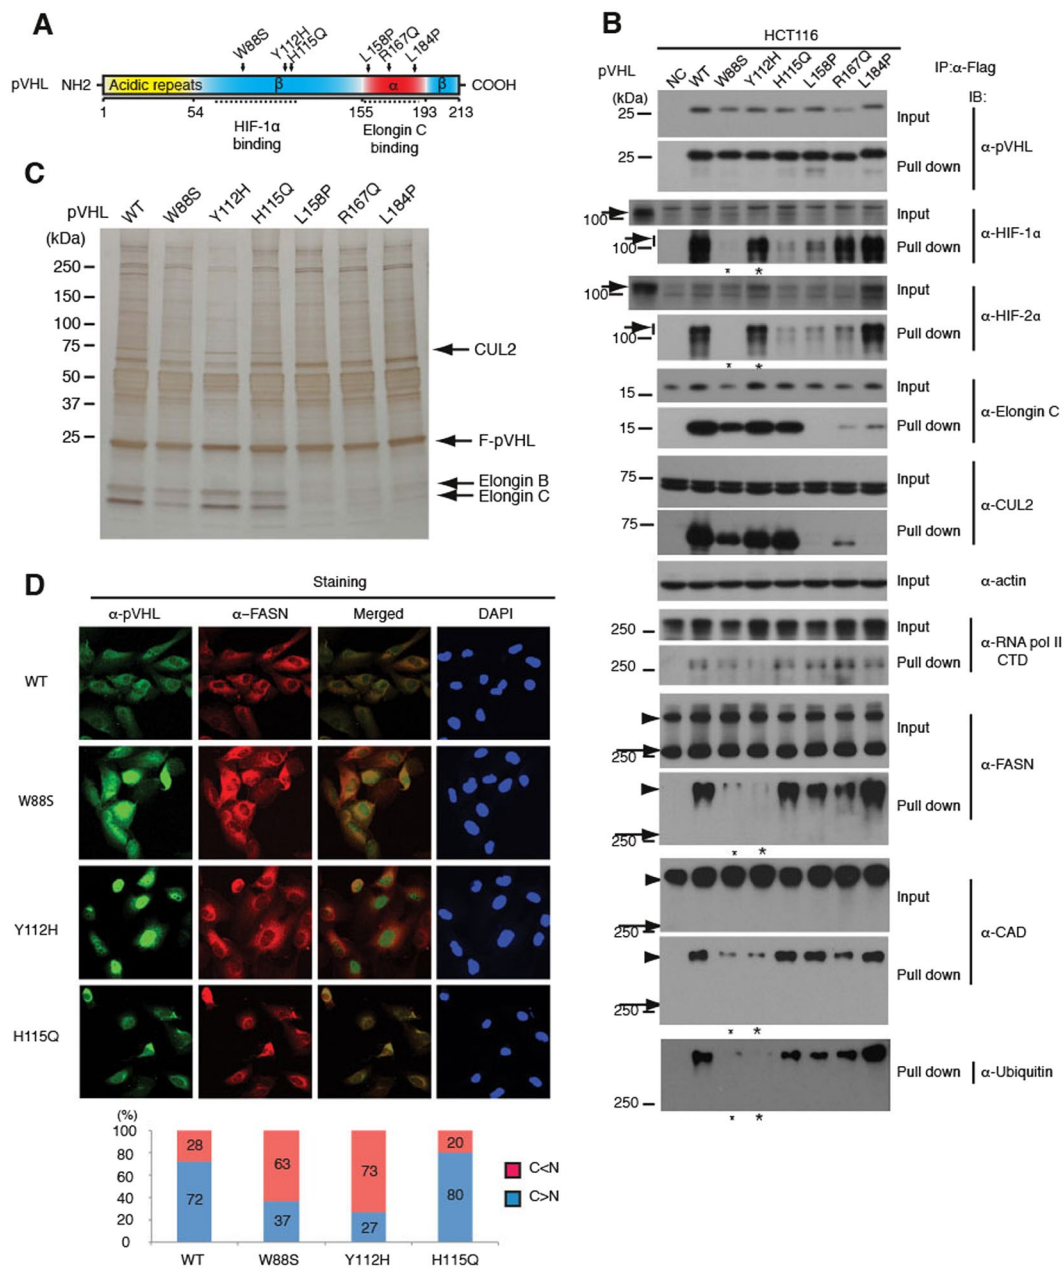 A
W88S
Y112H
H115Q
L158P
R167Q
L184P
pVHL
NH2
Acidic repeats
β
α
β
COOH
1
54
155
193
213
HIF-1α
binding
Elongin C
binding
B
HCT116
pVHL
NC
WT
W88S
Y112H
H115Q
L158P
R167Q
L184P
IP:α-Flag
IB:
(kDa)
25
Input
25
Pull down
α-pVHL
100
Input
100
Pull down
α-HIF-1α
* *
100
Input
100
Pull down
α-HIF-2α
* *
15
Input
15
Pull down
α-Elongin C
75
Input
75
Pull down
α-CUL2
Input
α-actin
250
Input
250
Pull down
α-RNA pol II
CTD
250
Input
250
Pull down
α-FASN
* *
250
Input
250
Pull down
α-CAD
* *
250
Pull down
α-Ubiquitin
* *
C
pVHL
WT
W88S
Y112H
H115Q
L158P
R167Q
L184P
(kDa)
250
150
100
75
50
37
25
CUL2
F-pVHL
Elongin B
Elongin C
D
Staining
α-pVHL
α–FASN
Merged
DAPI
WT
W88S
Y112H
H115Q
(%)
100
80
60
40
20
0
28
72
63
37
73
27
20
80
WT
W88S
Y112H
H115Q
C<N
C>N